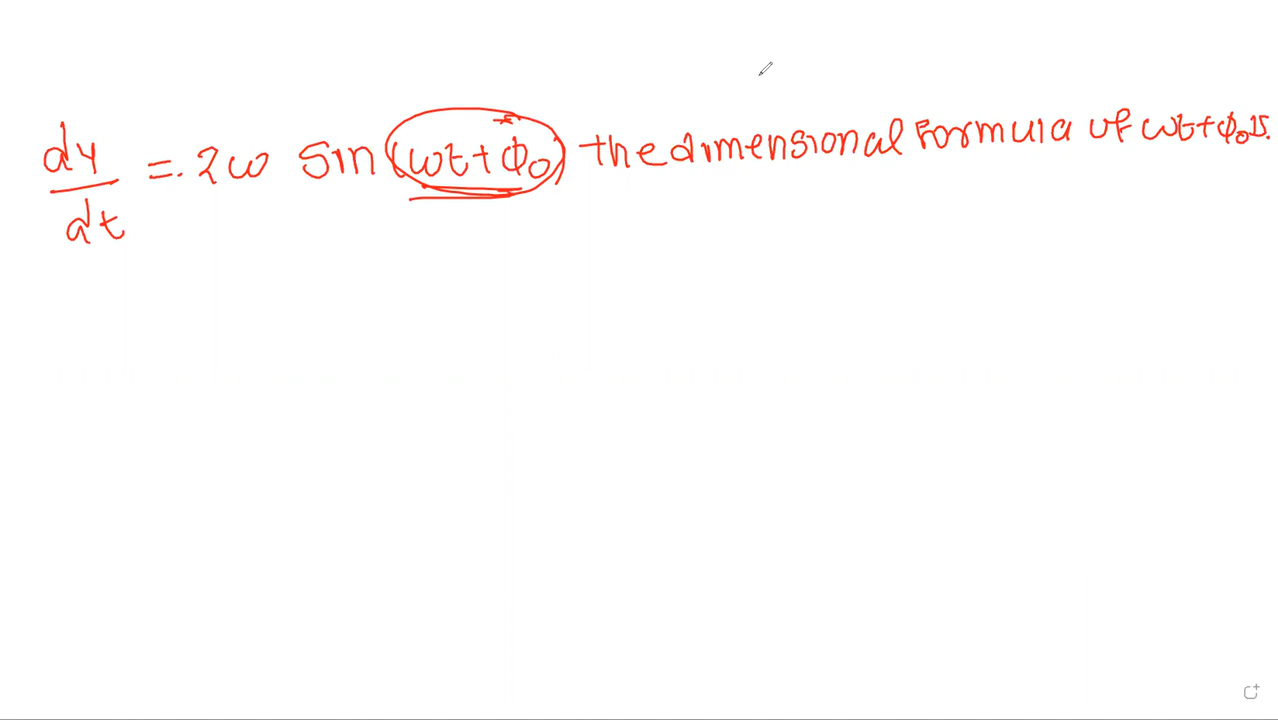 dy/dt = 2ω sin(ωt+ϕ₀) the dimensional formula of ωt+ϕ₀ is.